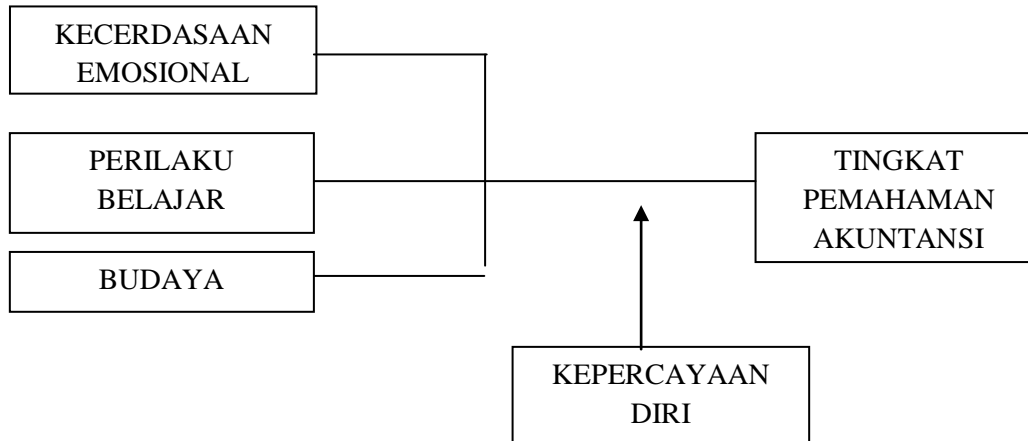 KECERDASAAN
EMOSIONAL
PERILAKU
BELAJAR
BUDAYA
TINGKAT
PEMAHAMAN
AKUNTANSI
KEPERCAYAAN
DIRI